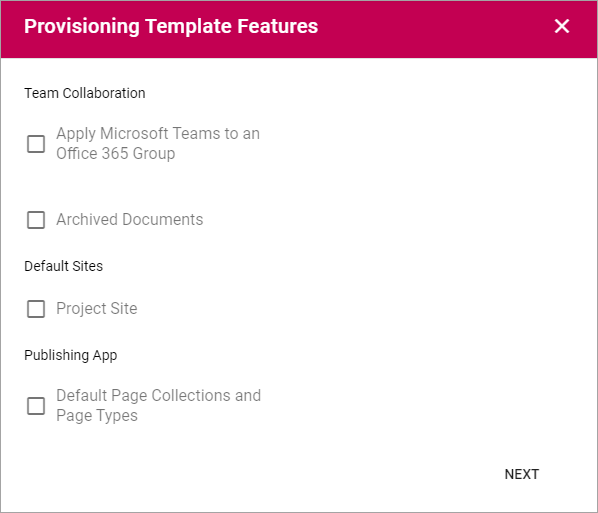 Provisioning Template Features
Team Collaboration
Apply Microsoft Teams to an
Office 365 Group
Archived Documents
Default Sites
Project Site
Publishing App
Default Page Collections and
Page Types
NEXT